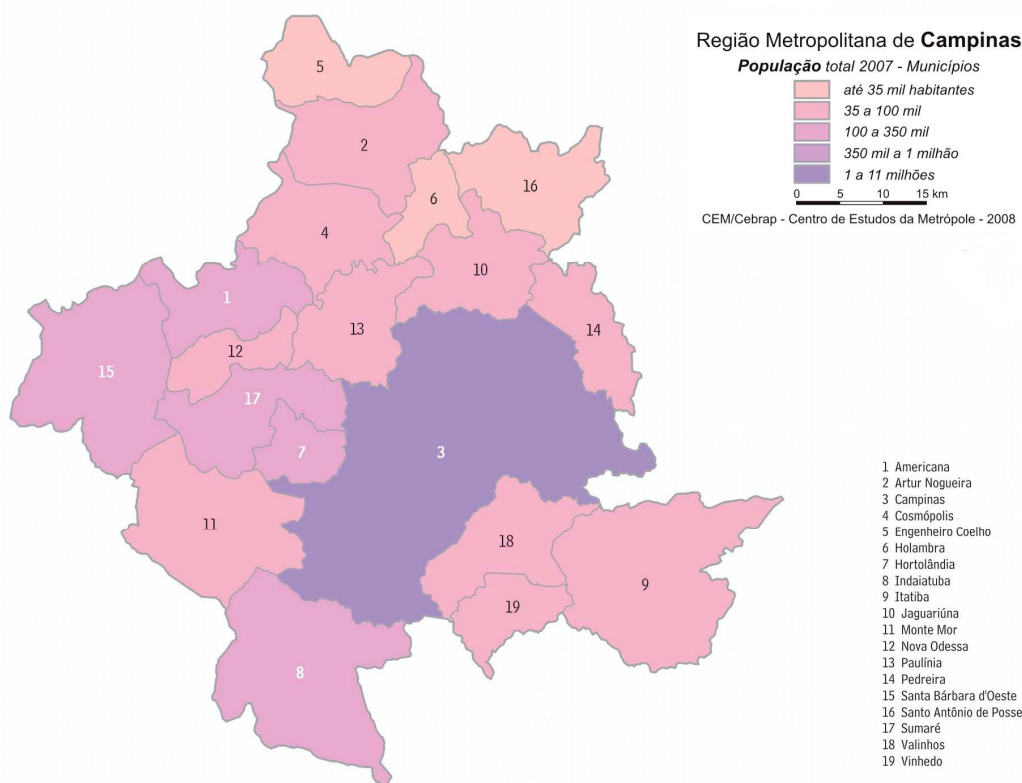 Região Metropolitana de Campinas
População total 2007 - Municípios
até 35 mil habitantes
35 a 100 mil
100 a 350 mil
350 mil a 1 milhão
1 a 11 milhões
0 5 10 15 km
CEM/Cebrap - Centro de Estudos da Metrópole - 2008
5
2
16
6
4
10
1
13
14
12
15
17
7
3
11
18
9
19
8
1 Americana
2 Artur Nogueira
3 Campinas
4 Cosmópolis
5 Engenheiro Coelho
6 Holambra
7 Hortolândia
8 Indaiatuba
9 Itatiba
10 Jaguariúna
11 Monte Mor
12 Nova Odessa
13 Paulínia
14 Pedreira
15 Santa Bárbara d'Oeste
16 Santo Antônio de Posse
17 Sumaré
18 Valinhos
19 Vinhedo